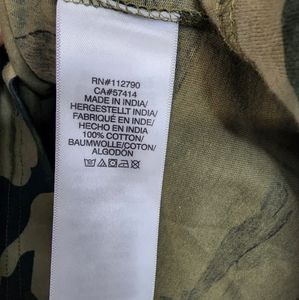 RN#112790
CA#57414
MADE IN INDIA/
HERGESTELLT INDIA/
FABRIQUÉ EN INDE/
HECHO EN INDIA
100% COTTON/
BAUMWOLLE/COTON/
ALGODÓN